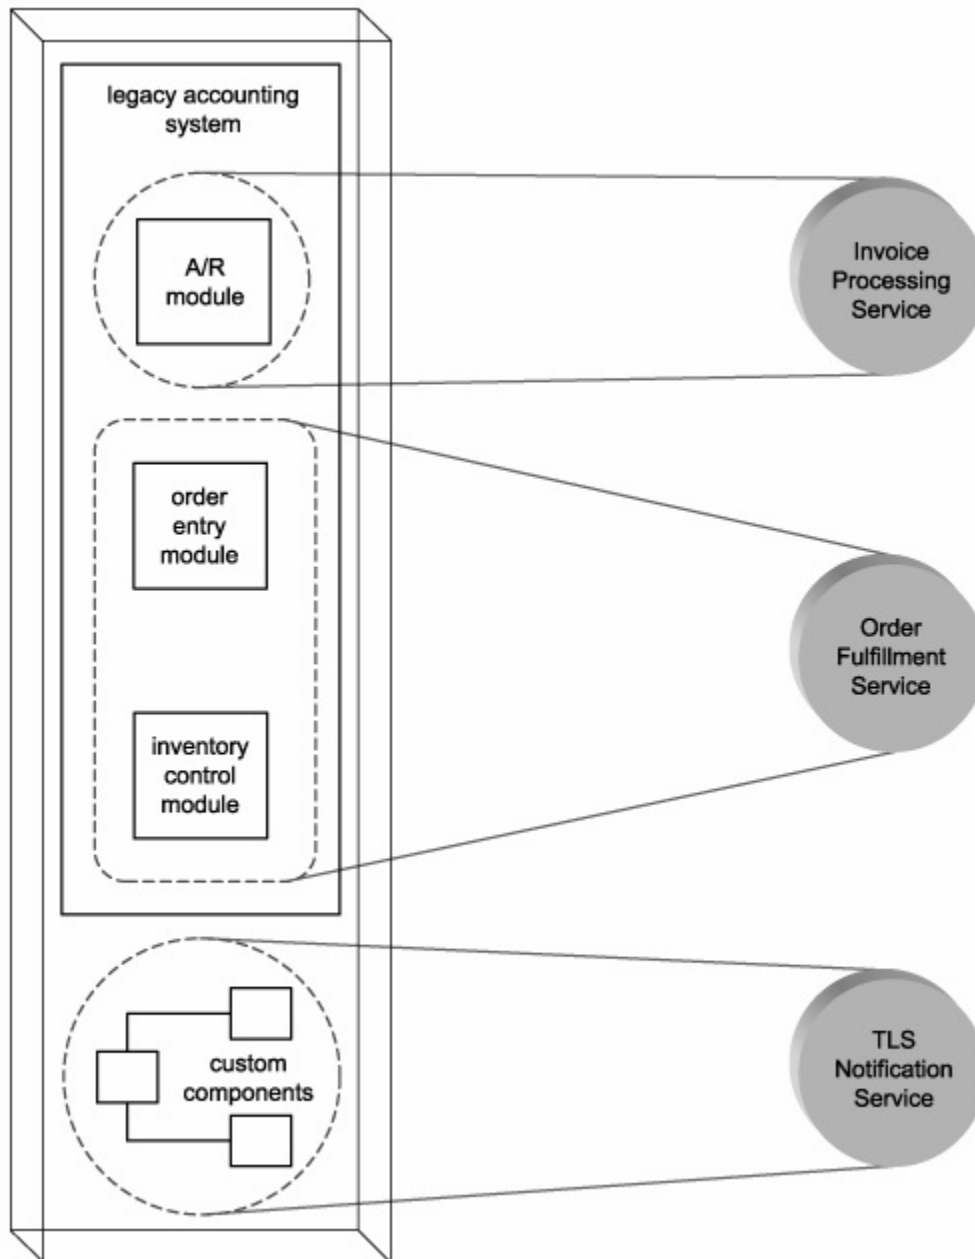 legacy accounting
system
A/R
module
Invoice
Processing
Service
order
entry
module
Order
Fulfillment
Service
inventory
control
module
custom
components
TLS
Notification
Service